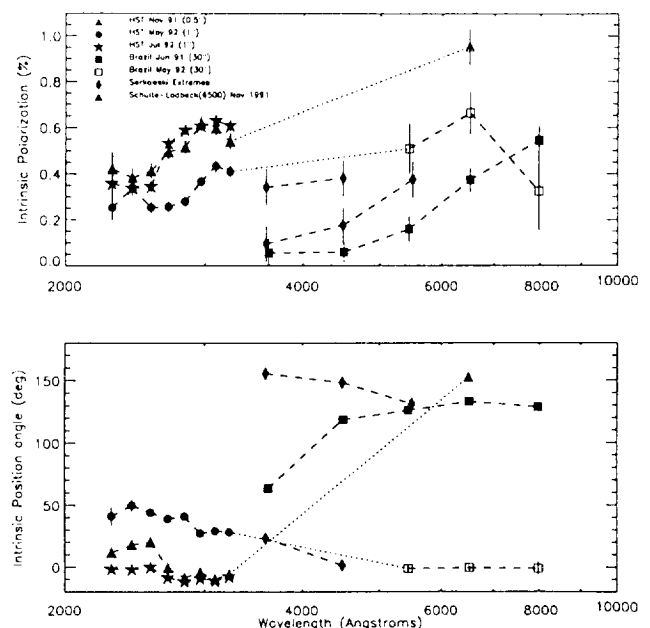 HST Nov 91 (0.5")
HST May 92 (1")
HST Jul 92 (1")
Brazil Jun 91 (30")
Brazil May 92 (30")
Serkowski Extremes
Schulte-Ladbeck(6500) Nov 1991
1.0
0.8
0.6
0.4
0.2
0.0
Intrinsic Polarization (%)
2000 4000 6000 8000 10000
150
100
50
0
Intrinsic Position angle (deg)
2000 4000 6000 8000 10000
Wavelength (Angstroms)